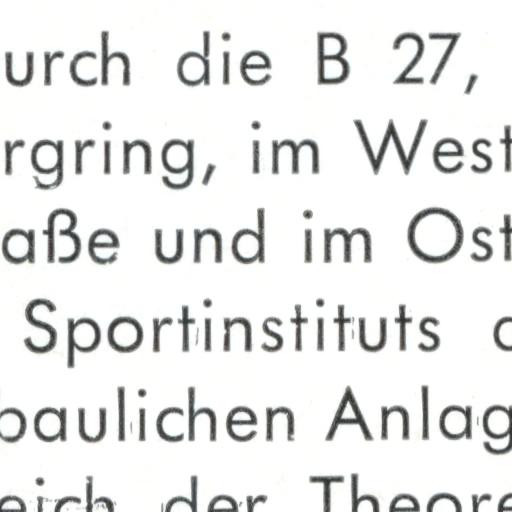 urch die B 27,
rgring, im West
aße und im Ost
Sportinstituts
baulichen Anlag
eich der Theore